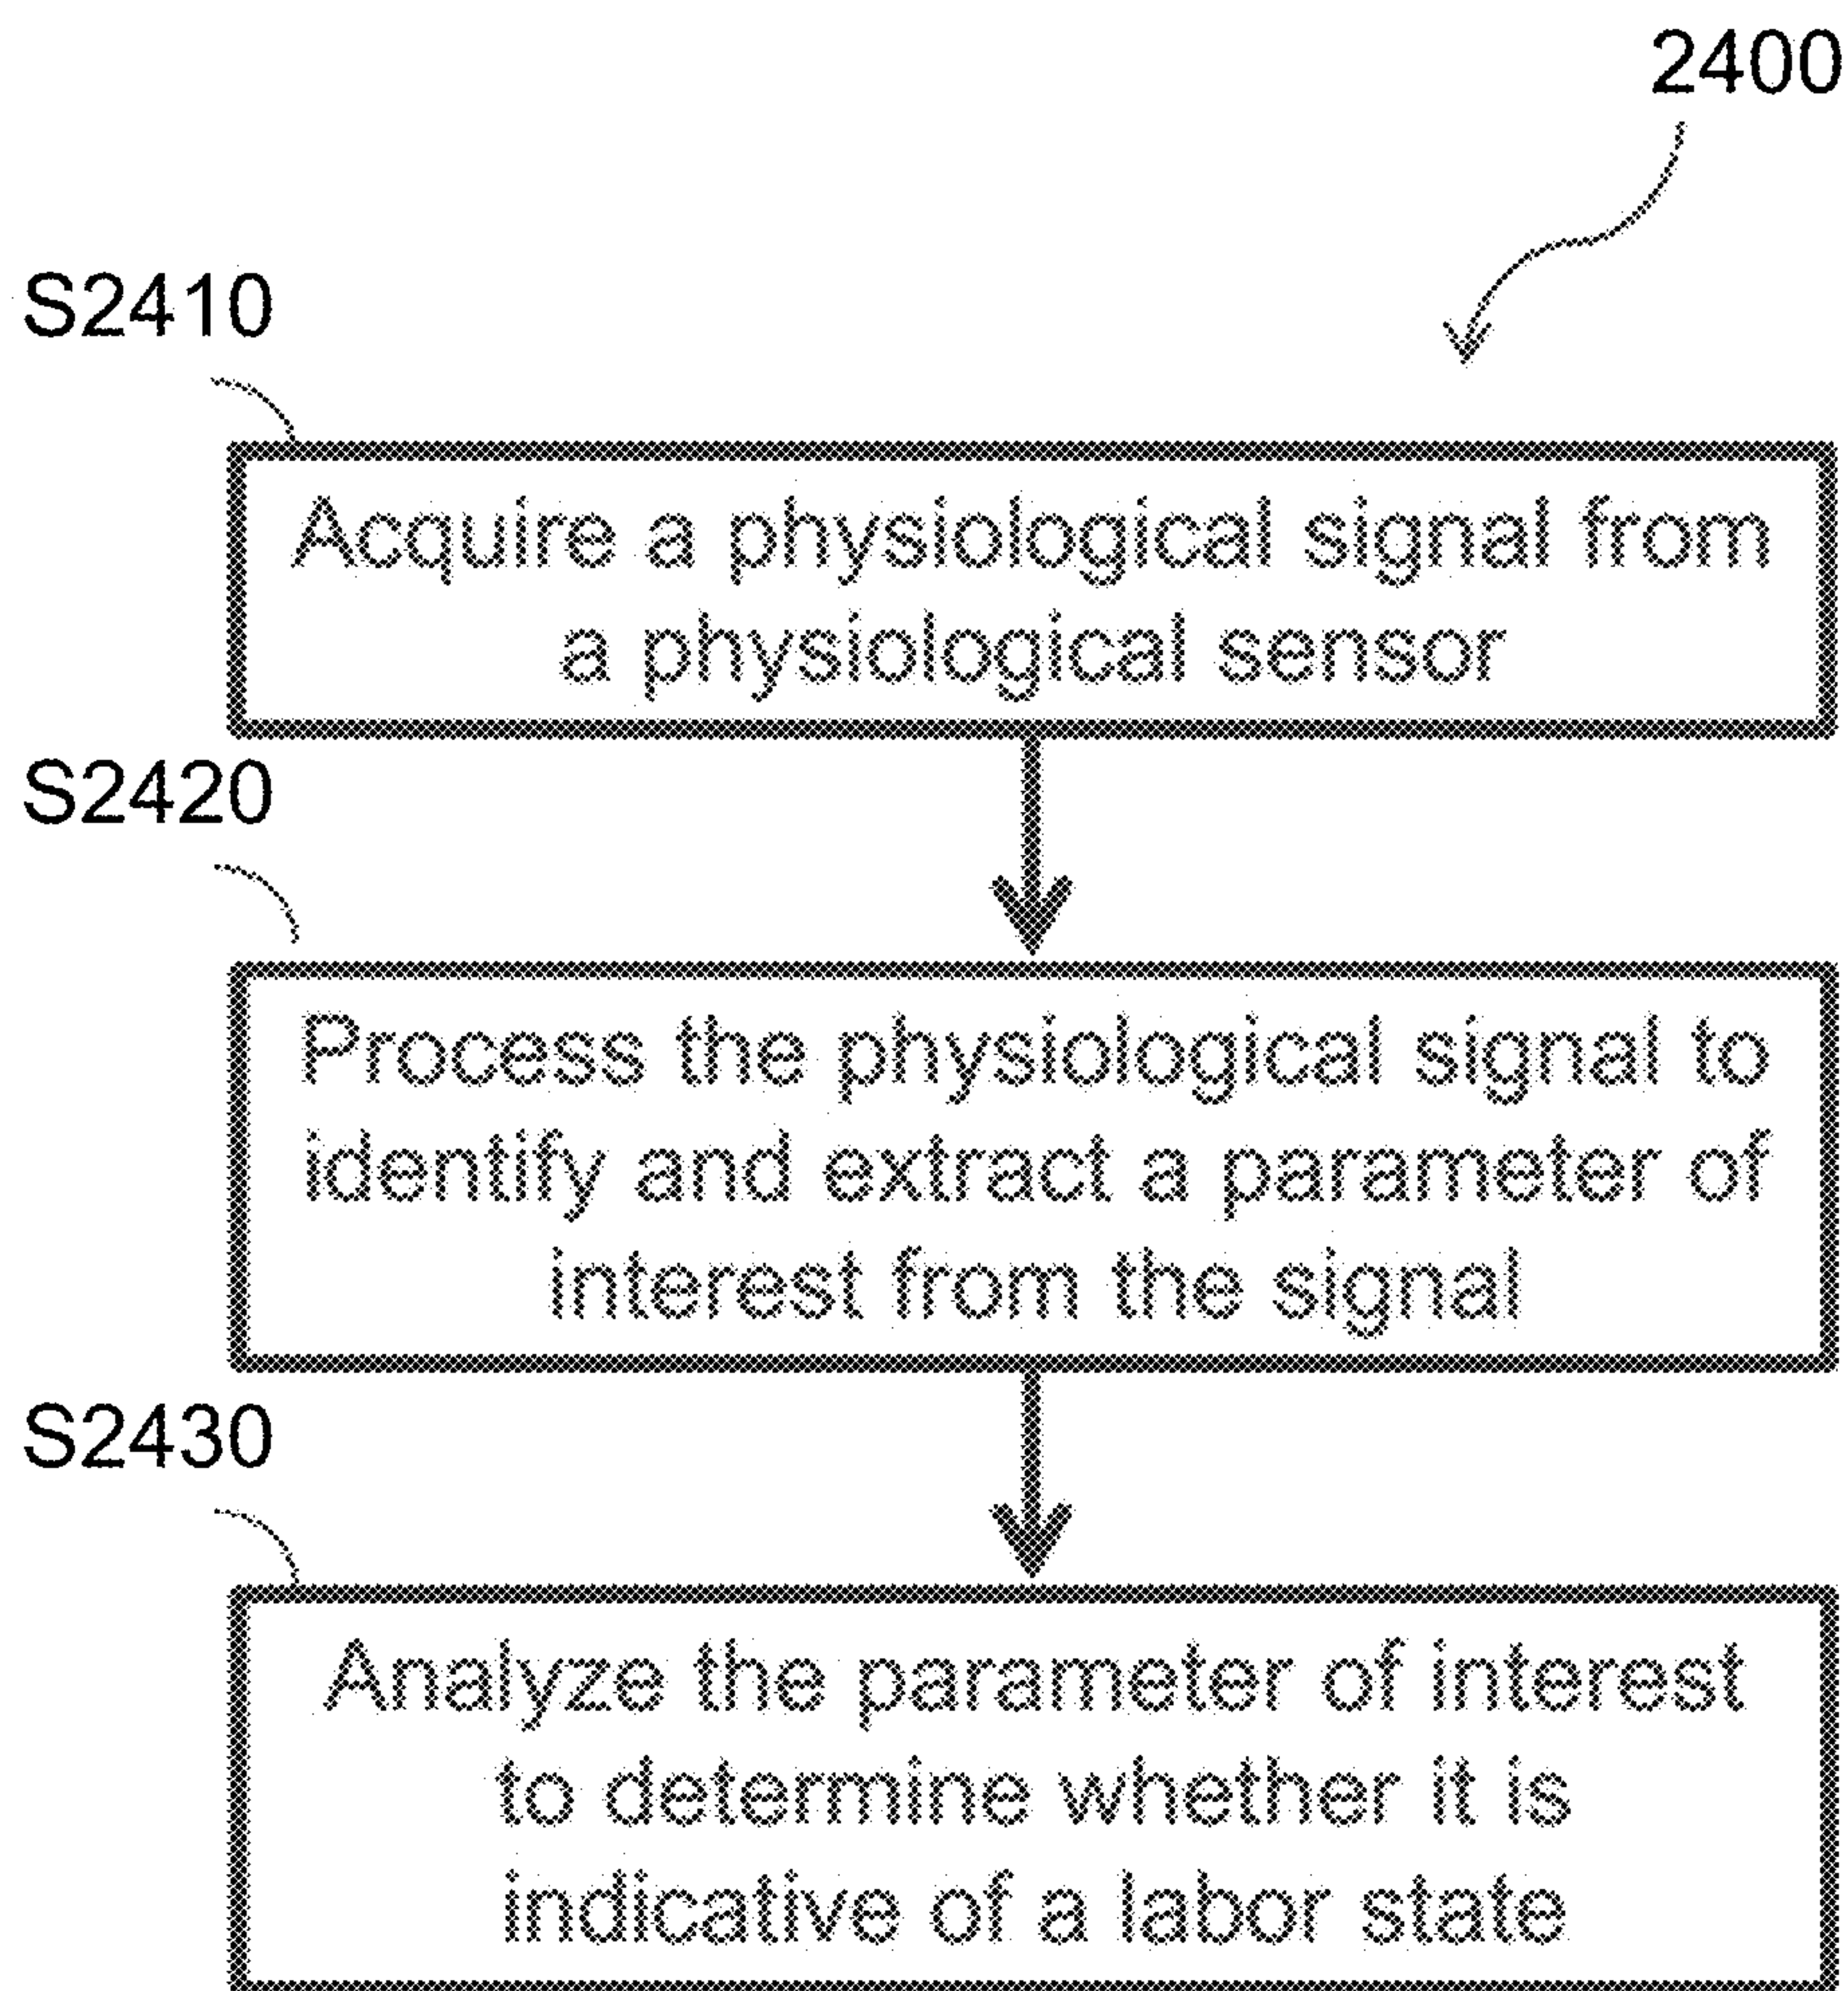 2400
S2410
Acquire a physiological signal from
a physiological sensor
S2420
Process the physiological signal to
identify and extract a parameter of
interest from the signal
S2430
Analyze the parameter of interest
to determine whether it is
indicative of a labor state